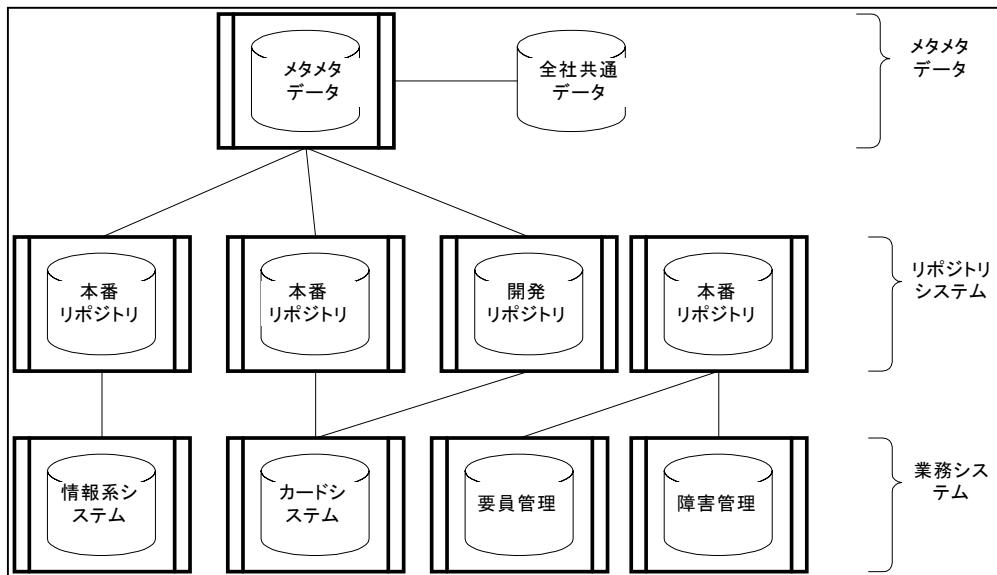 メタメタ
データ
全社共通
データ
メタメタ
データ
本番
リポジトリ
本番
リポジトリ
開発
リポジトリ
本番
リポジトリ
リポジトリ
システム
情報系シ
ステム
カードシ
ステム
要員管理
障害管理
業務シス
テム